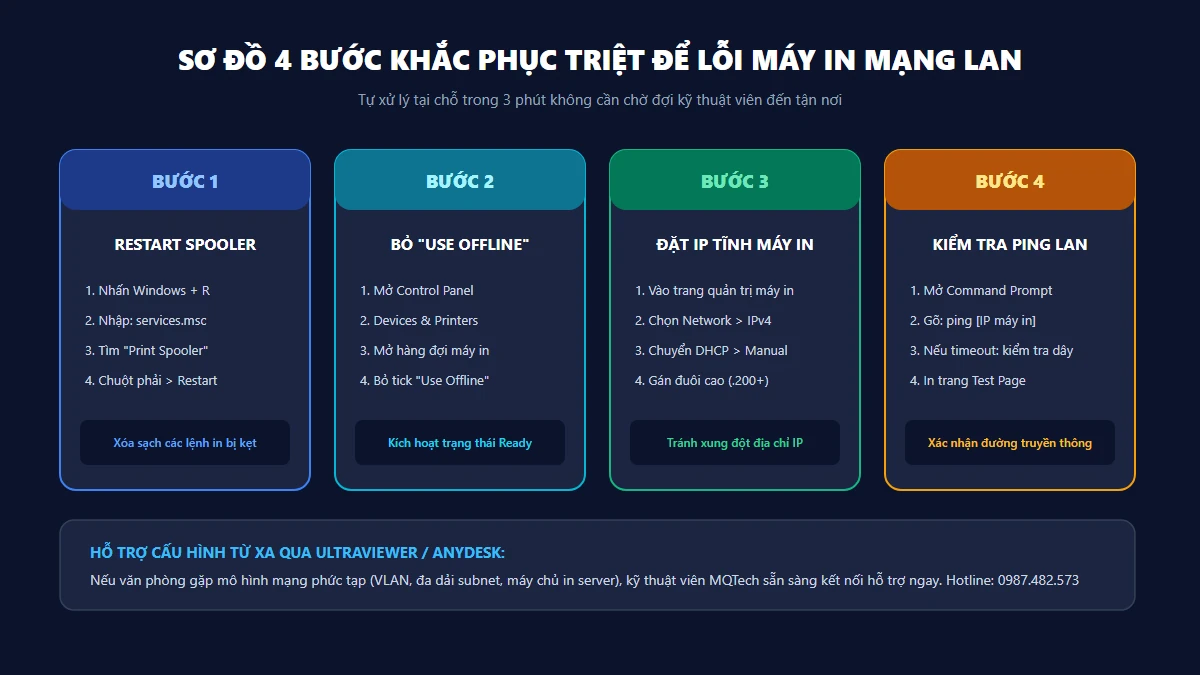 SƠ ĐỒ 4 BƯỚC KHẮC PHỤC TRIỆT ĐỂ LỖI MÁY IN MẠNG LAN
Tự xử lý tại chỗ trong 3 phút không cần chờ đợi kỹ thuật viên đến tận nơi
BƯỚC 1
RESTART SPOOLER
1. Nhấn Windows + R
2. Nhập: services.msc
3. Tìm "Print Spooler"
4. Chuột phải > Restart
Xóa sạch các lệnh in bị kẹt
BƯỚC 2
BỎ "USE OFFLINE"
1. Mở Control Panel
2. Devices & Printers
3. Mở hàng đợi máy in
4. Bỏ tick "Use Offline"
Kích hoạt trạng thái Ready
BƯỚC 3
ĐẶT IP TĨNH MÁY IN
1. Vào trang quản trị máy in
2. Chọn Network > IPv4
3. Chuyển DHCP > Manual
4. Gán đuôi cao (.200+)
Tránh xung đột địa chỉ IP
BƯỚC 4
KIỂM TRA PING LAN
1. Mở Command Prompt
2. Gõ: ping [IP máy in]
3. Nếu timeout: kiểm tra dây
4. In trang Test Page
Xác nhận đường truyền thông
HỖ TRỢ CẤU HÌNH TỪ XA QUA ULTRAVIEWER / ANYDESK:
Nếu văn phòng gặp mô hình mạng phức tạp (VLAN, đa dải subnet, máy chủ in server), kỹ thuật viên MQTech sẵn sàng kết nối hỗ trợ ngay. Hotline: 0987.482.573